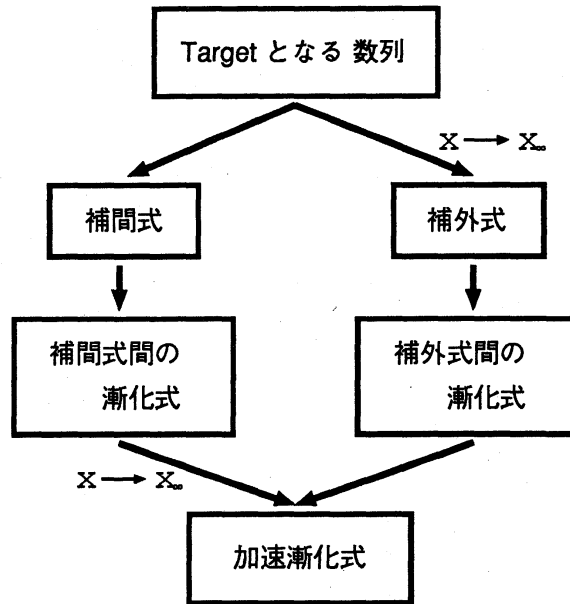 Target となる 数列
X → X∞
補間式
補外式
補間式間の
漸化式
補外式間の
漸化式
X → X∞
加速漸化式